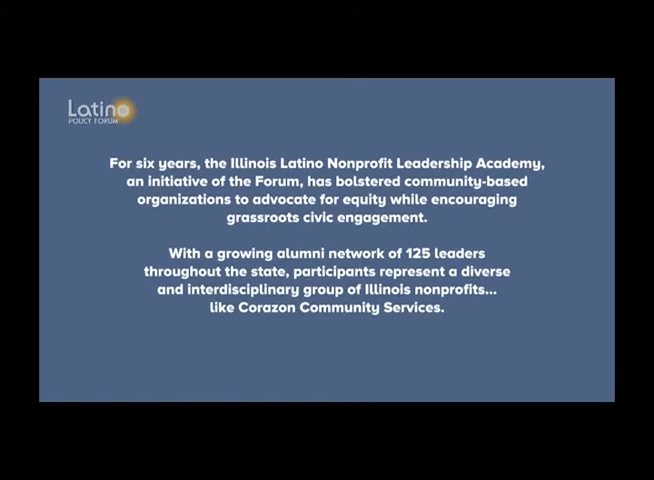 Latino
POLICY FORUM
For six years, the Illinois Latino Nonprofit Leadership Academy,
an initiative of the Forum, has bolstered community-based
organizations to advocate for equity while encouraging
grassroots civic engagement.
With a growing alumni network of 125 leaders
throughout the state, participants represent a diverse
and interdisciplinary group of Illinois nonprofits...
like Corazon Community Services.